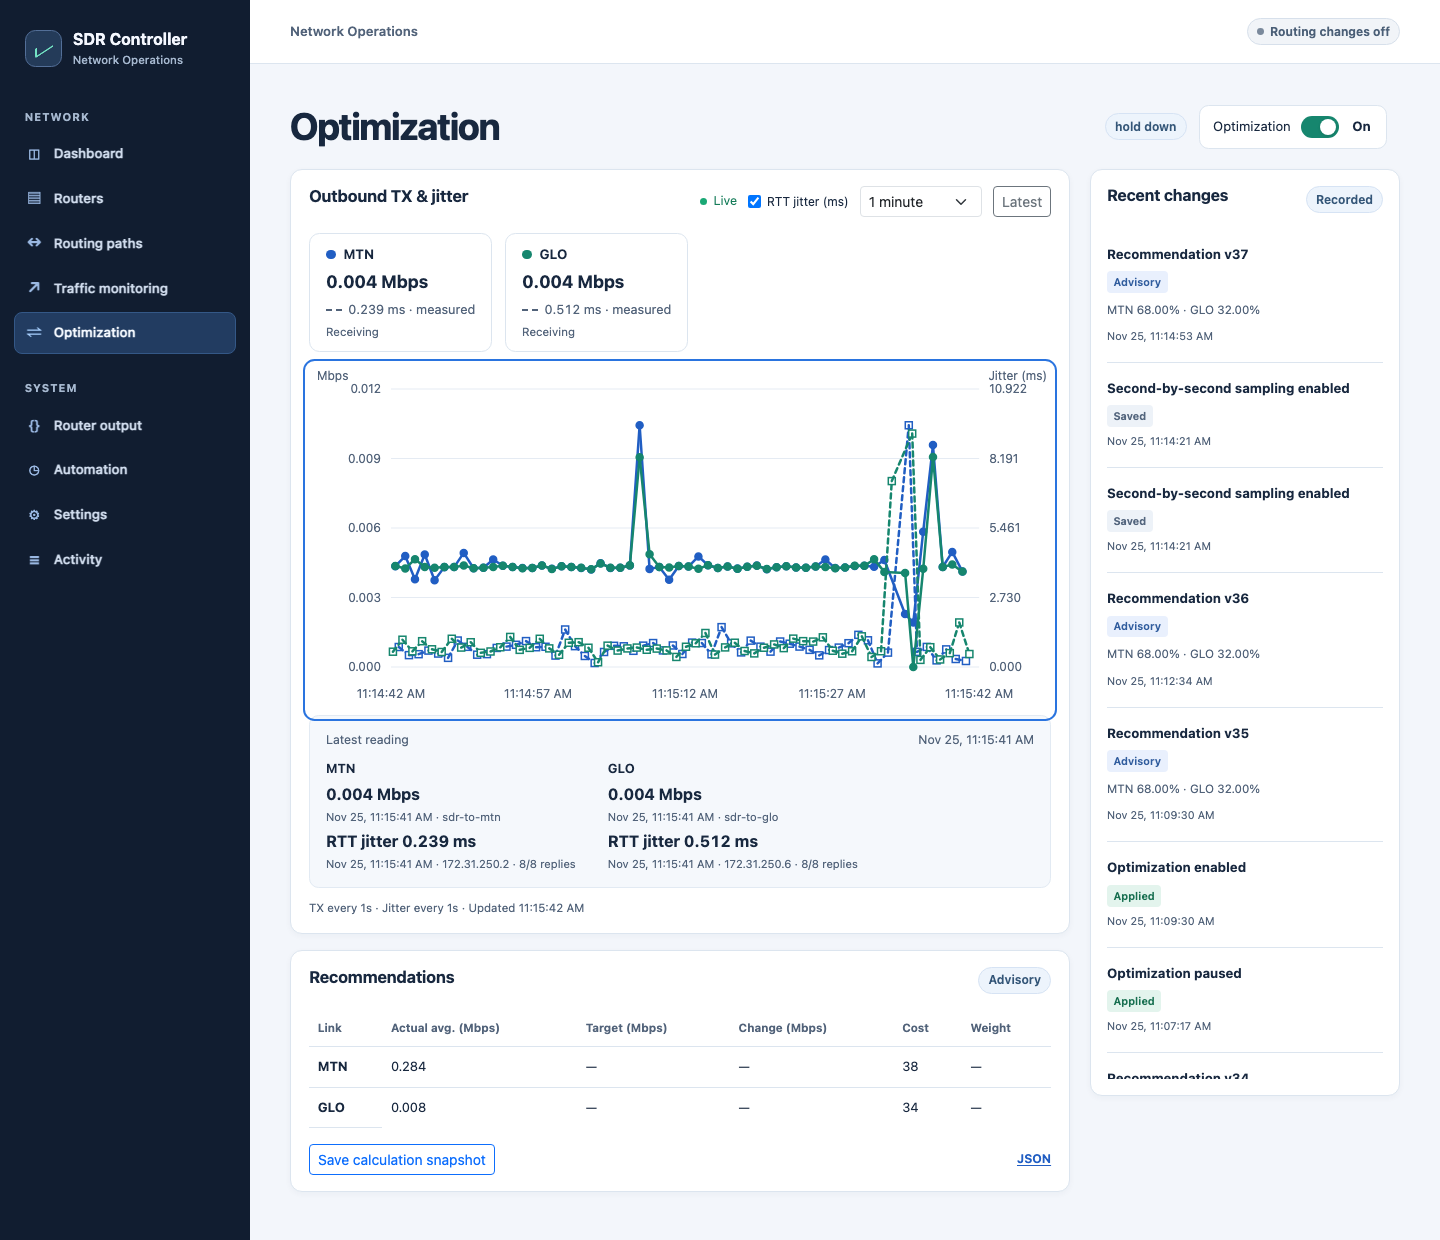 SDR Controller
Network Operations
NETWORK
Dashboard
Routers
Routing paths
Traffic monitoring
Optimization
SYSTEM
Router output
Automation
Settings
Activity
Network Operations
Routing changes off
Optimization
hold down
Optimization On
Outbound TX & jitter
Live
RTT jitter (ms)
1 minute
Latest
MTN
0.004 Mbps
0.239 ms · measured
Receiving
GLO
0.004 Mbps
0.512 ms · measured
Receiving
Mbps
Jitter (ms)
0.012
10.922
0.009
8.191
0.006
5.461
0.003
2.730
0.000
0.000
11:14:42 AM
11:14:57 AM
11:15:12 AM
11:15:27 AM
11:15:42 AM
Latest reading
Nov 25, 11:15:41 AM
MTN
0.004 Mbps
Nov 25, 11:15:41 AM · sdr-to-mtn
RTT jitter 0.239 ms
Nov 25, 11:15:41 AM · 172.31.250.2 · 8/8 replies
GLO
0.004 Mbps
Nov 25, 11:15:41 AM · sdr-to-glo
RTT jitter 0.512 ms
Nov 25, 11:15:41 AM · 172.31.250.6 · 8/8 replies
TX every 1s · Jitter every 1s · Updated 11:15:42 AM
Recommendations
Advisory
Link Actual avg. (Mbps) Target (Mbps) Change (Mbps) Cost Weight
MTN 0.284 — — 38 —
GLO 0.008 — — 34 —
Save calculation snapshot
JSON
Recent changes
Recorded
Recommendation v37
Advisory
MTN 68.00% · GLO 32.00%
Nov 25, 11:14:53 AM
Second-by-second sampling enabled
Saved
Nov 25, 11:14:21 AM
Second-by-second sampling enabled
Saved
Nov 25, 11:14:21 AM
Recommendation v36
Advisory
MTN 68.00% · GLO 32.00%
Nov 25, 11:12:34 AM
Recommendation v35
Advisory
MTN 68.00% · GLO 32.00%
Nov 25, 11:09:30 AM
Optimization enabled
Applied
Nov 25, 11:09:30 AM
Optimization paused
Applied
Nov 25, 11:07:17 AM
Recommendation v34